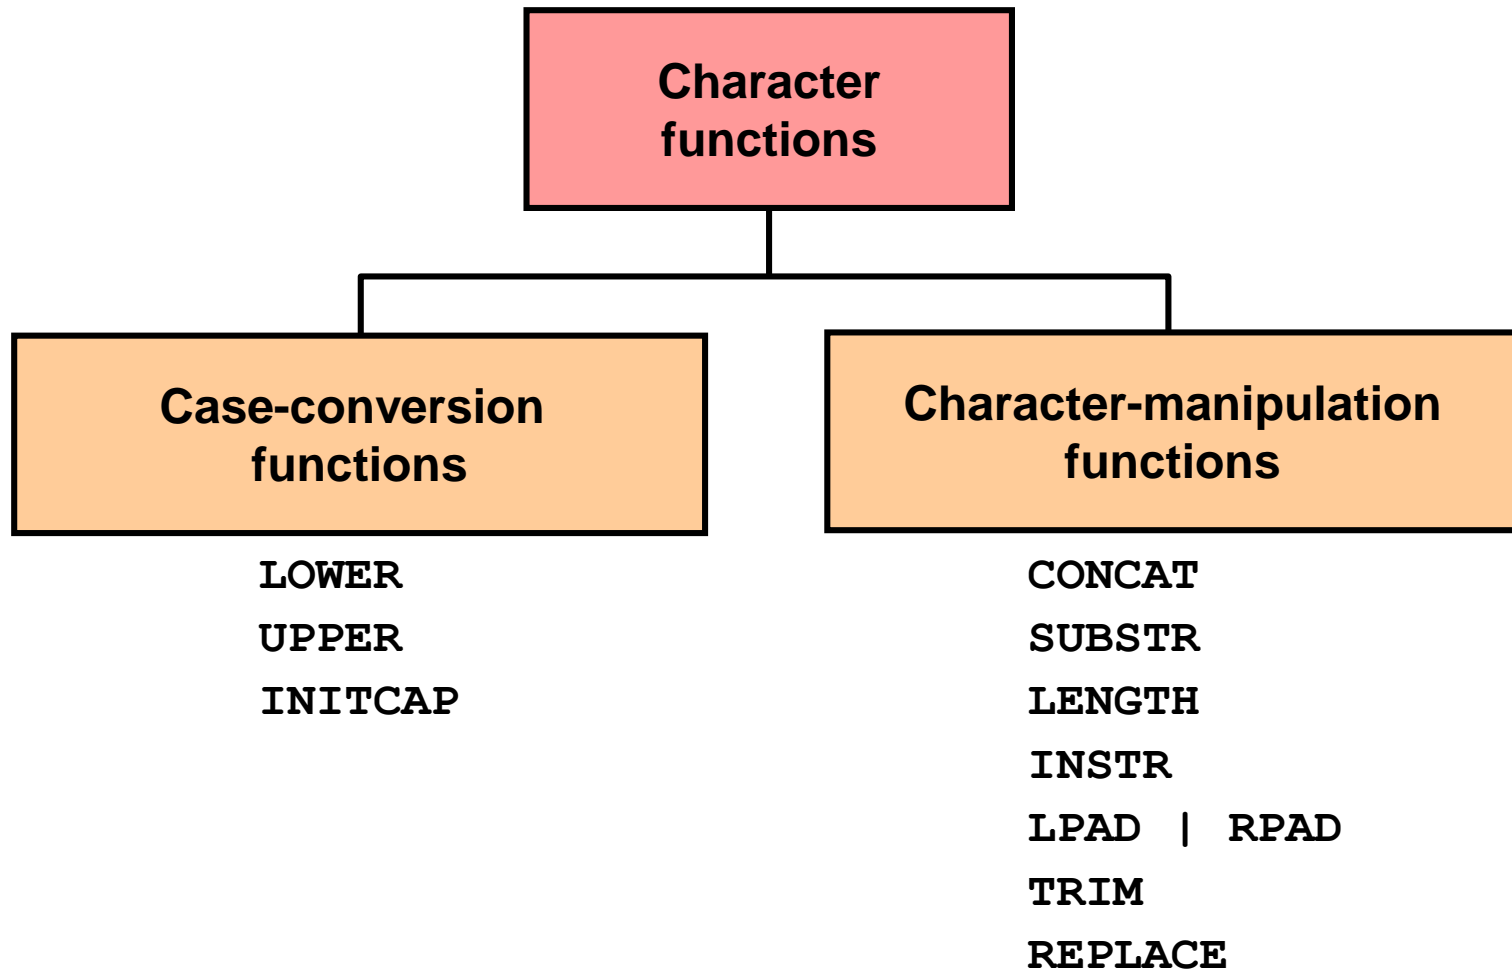 Character
functions
Case-conversion
functions
Character-manipulation
functions
LOWER
UPPER
INITCAP
CONCAT
SUBSTR
LENGTH
INSTR
LPAD | RPAD
TRIM
REPLACE